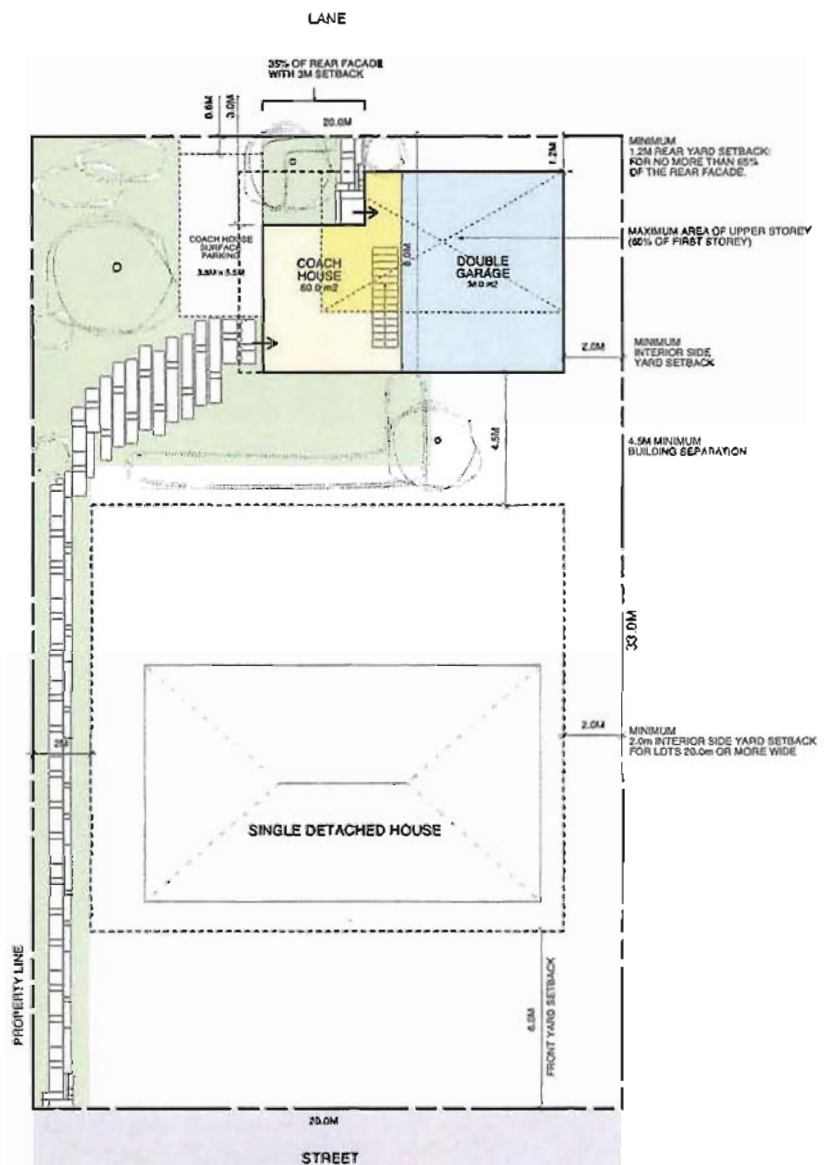 LANE
35% OF REAR FACADE
WITH 3M SETBACK
0.6M
3.0M
20.0M
1.2M
MINIMUM
1.2M REAR YARD SETBACK:
FOR NO MORE THAN 65%
OF THE REAR FACADE.
COACH HOUSE
SURFACE
PARKING
COACH
HOUSE
60.0 m2
DOUBLE
GARAGE
MAXIMUM AREA OF UPPER STOREY
(60% OF FIRST STOREY)
2.0M
MINIMUM
INTERIOR SIDE
YARD SETBACK
4.5M
4.5M MINIMUM
BUILDING SEPARATION
33.0M
2M
2.0M
MINIMUM
2.0m INTERIOR SIDE YARD SETBACK
FOR LOTS 20.0m OR MORE WIDE
SINGLE DETACHED HOUSE
PROPERTY LINE
FRONT YARD SETBACK
20.0M
STREET